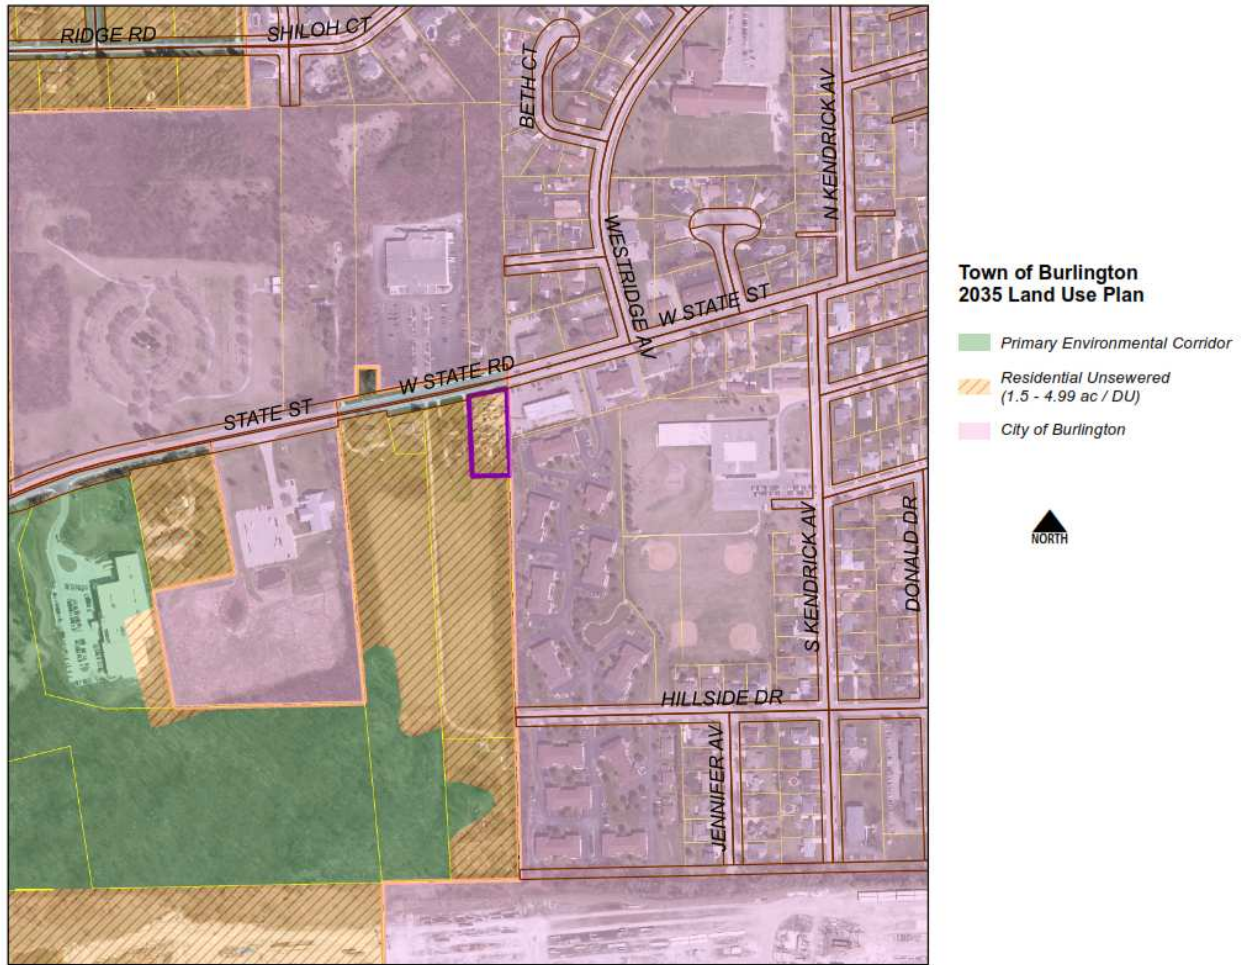 RIDGE RD
SHILOH CT
BETH CT
N KENDRICK AV
WESTRIDGE AV
W STATE ST
W STATE RD
STATE ST
S KENDRICK AV
DONALD DR
HILLSIDE DR
JENNIFER AV
Town of Burlington
2035 Land Use Plan
Primary Environmental Corridor
Residential Unsewered
(1.5 - 4.99 ac / DU)
City of Burlington
NORTH